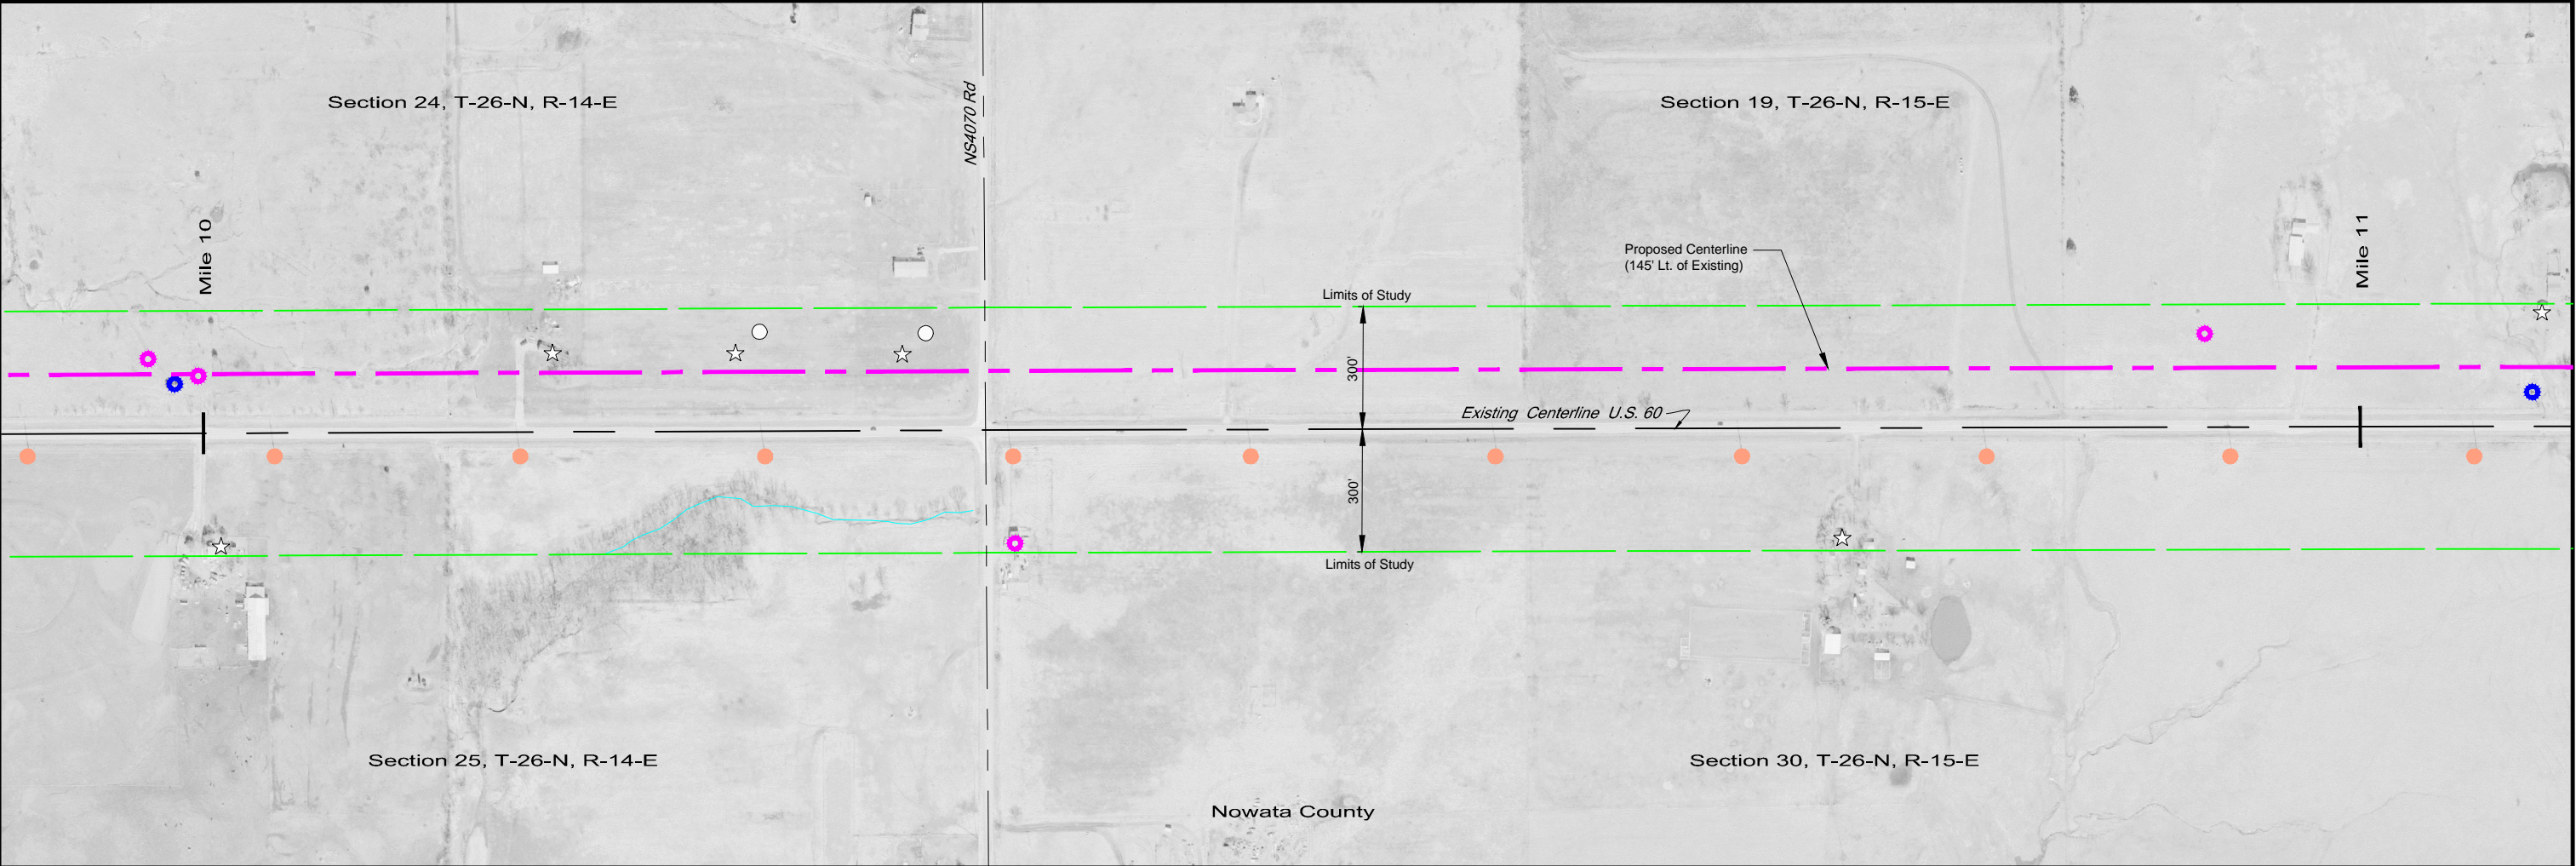 Section 24, T-26-N, R-14-E
NS4070 Rd
Section 19, T-26-N, R-15-E
Mile 10
Mile 11
Proposed Centerline
(145' Lt. of Existing)
Limits of Study
300'
Existing Centerline U.S. 60
300'
Limits of Study
Section 25, T-26-N, R-14-E
Section 30, T-26-N, R-15-E
Nowata County